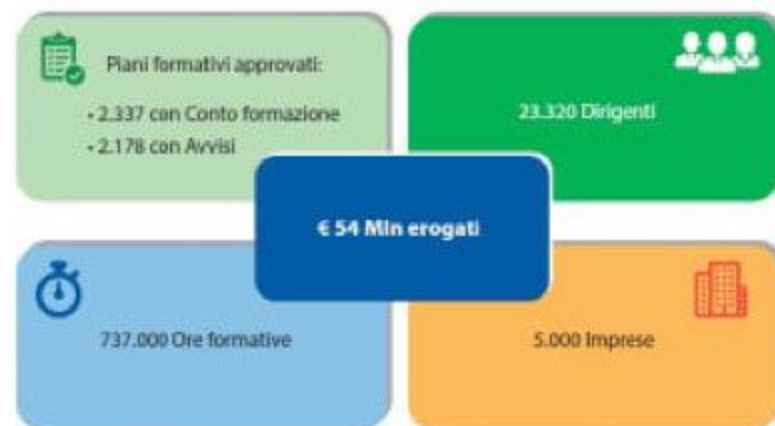 Piani formativi approvati:
• 2.337 con Conto formazione
• 2.178 con Avvisi
23.320 Dirigenti
€ 54 Mln erogati
737.000 Ore formative
5.000 Imprese